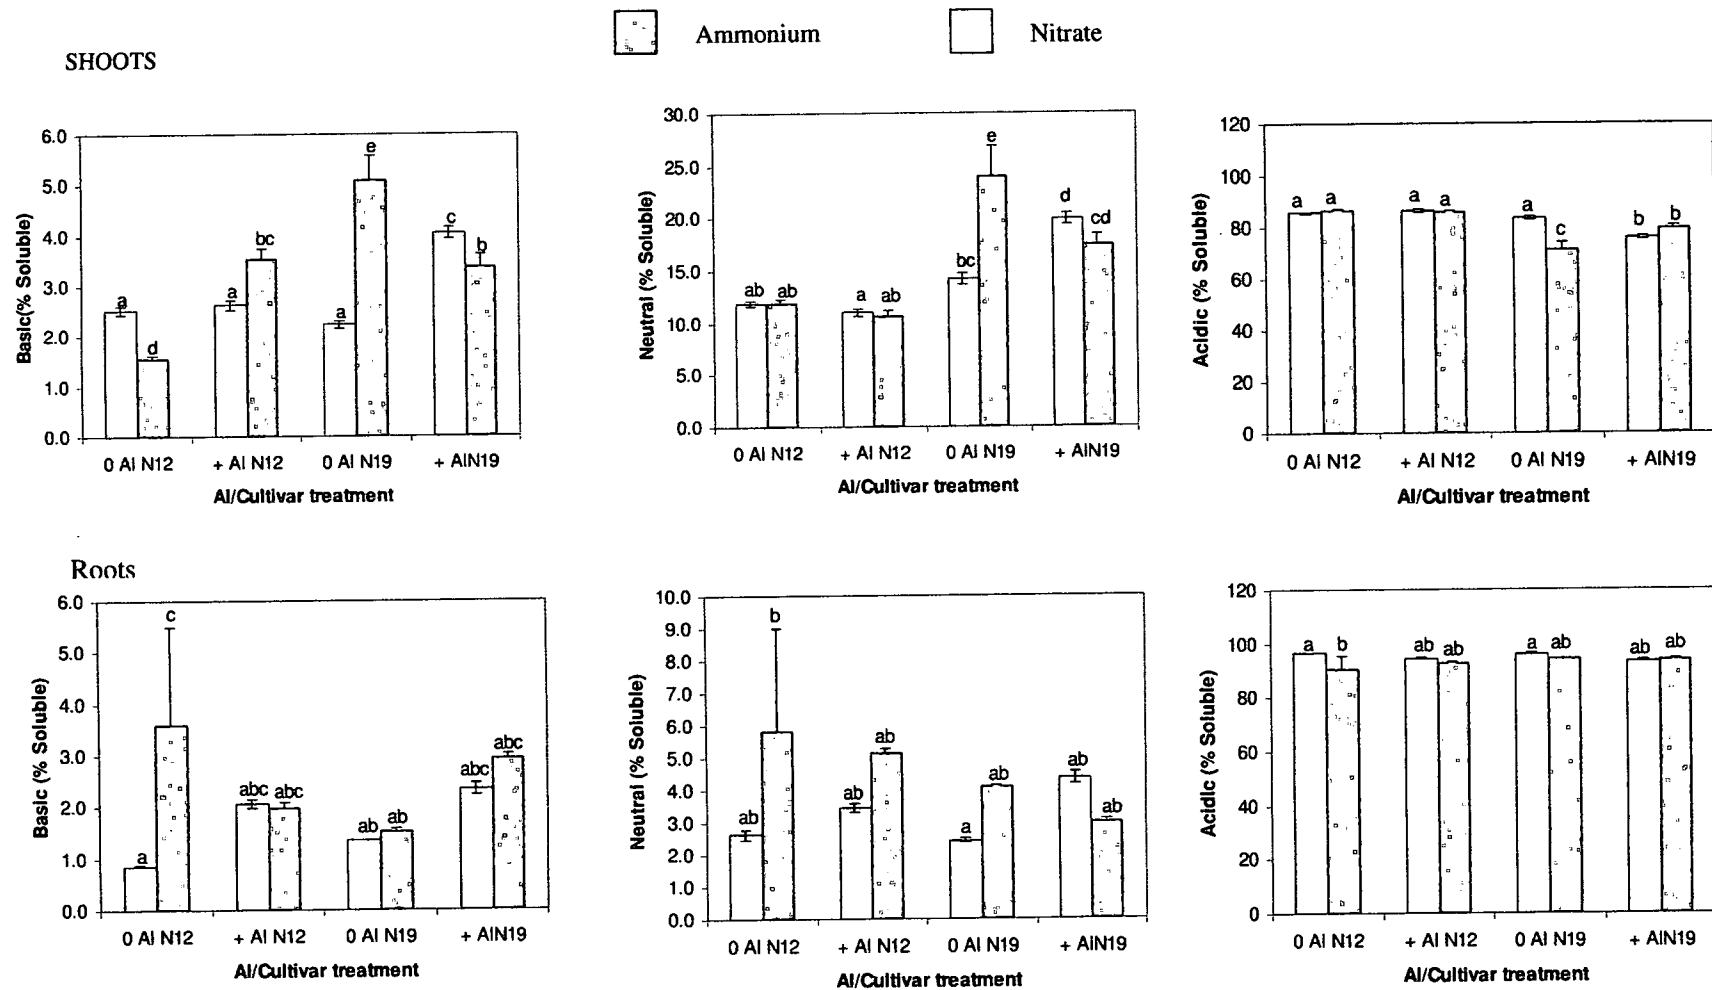 Ammonium
Nitrate
SHOOTS
6.0
5.0
4.0
3.0
2.0
1.0
0.0
Basic(% Soluble)
a
d
a
bc
a
e
c
b
0 Al N12
+ Al N12
0 Al N19
+ AlN19
Al/Cultivar treatment
30.0
25.0
20.0
15.0
10.0
5.0
0.0
Neutral (% Soluble)
ab
ab
a
ab
bc
e
d
cd
0 Al N12
+ Al N12
0 Al N19
+ AlN19
Al/Cultivar treatment
120
100
80
60
40
20
0
Acidic (% Soluble)
a
a
a
a
a
c
b
b
0 Al N12
+ Al N12
0 Al N19
+ AlN19
Al/Cultivar treatment
Roots
6.0
5.0
4.0
3.0
2.0
1.0
0.0
Basic (% Soluble)
a
c
abc
abc
ab
ab
abc
abc
0 Al N12
+ Al N12
0 Al N19
+ AlN19
Al/Cultivar treatment
10.0
9.0
8.0
7.0
6.0
5.0
4.0
3.0
2.0
1.0
0.0
Neutral (% Soluble)
ab
b
ab
ab
a
ab
ab
ab
0 Al N12
+ Al N12
0 Al N19
+ AlN19
Al/Cultivar treatment
120
100
80
60
40
20
0
Acidic (% Soluble)
a
b
ab
ab
a
ab
ab
ab
0 Al N12
+ Al N12
0 Al N19
+ AlN19
Al/Cultivar treatment